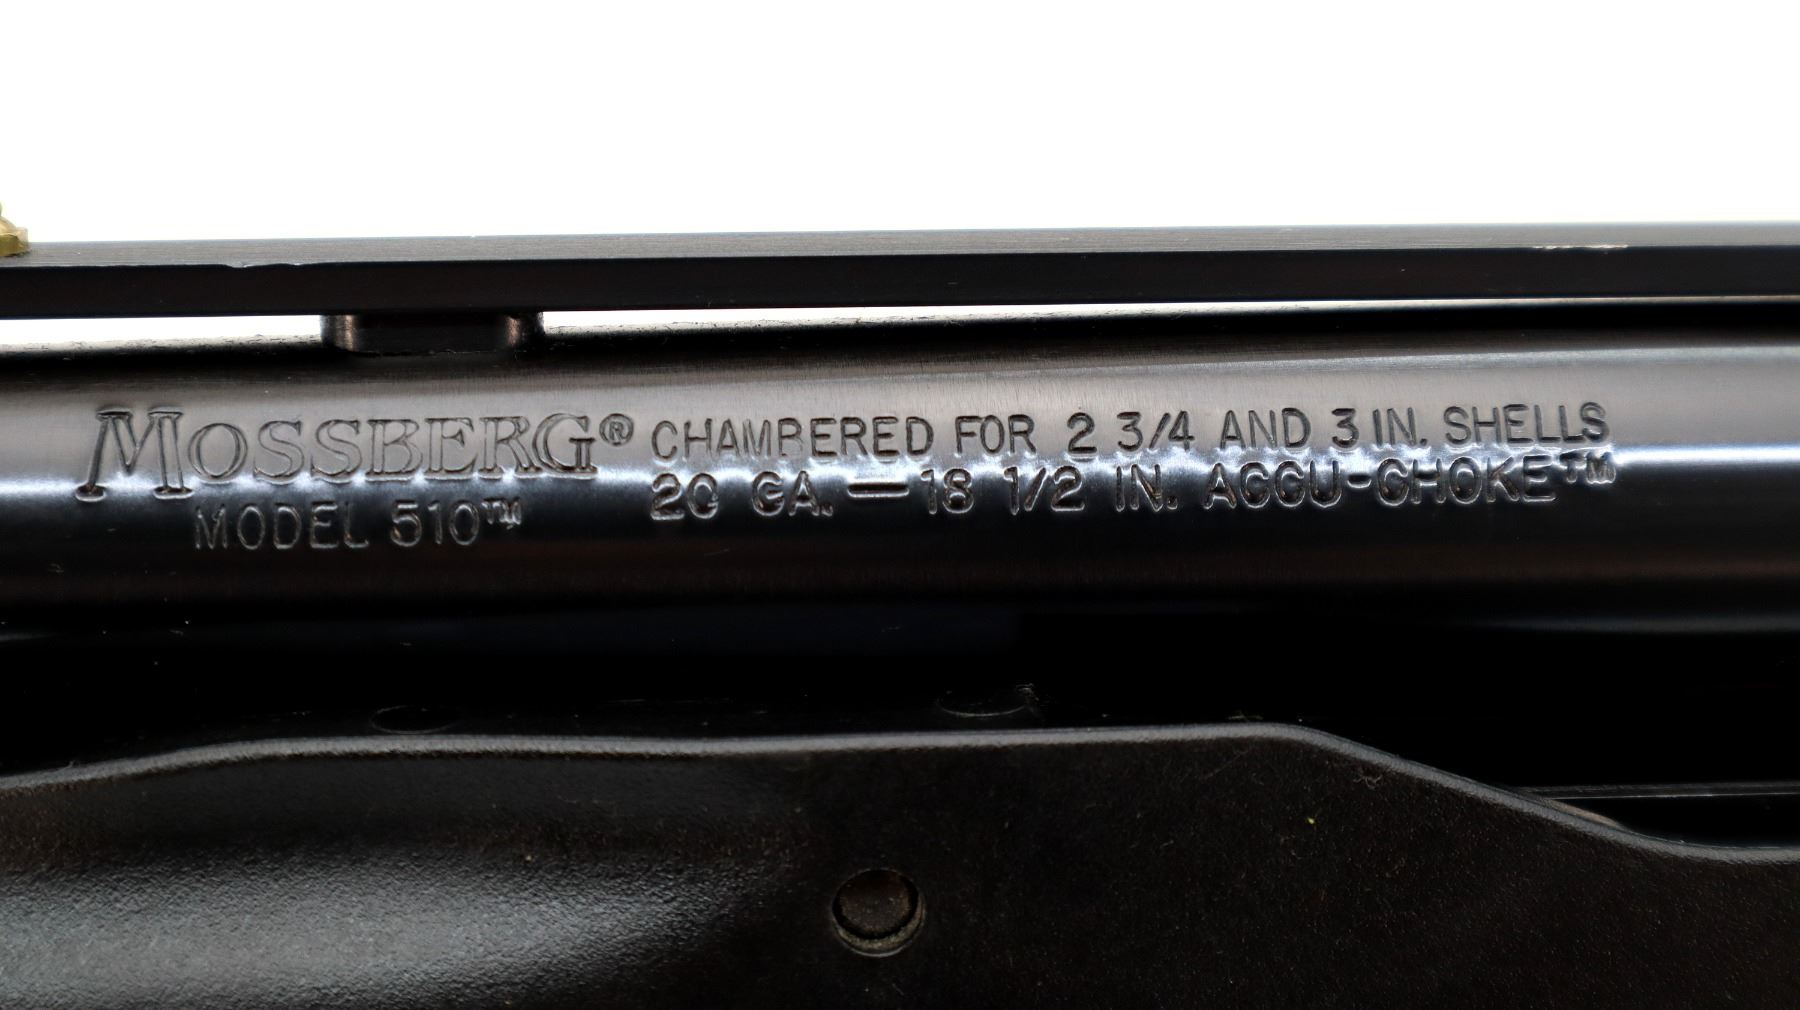 MOSSBERG® CHAMBERED FOR 2 3/4 AND 3 IN. SHELLS
MODEL 510™ 20 GA.—18 1/2 IN. ACCU-CHOKE™